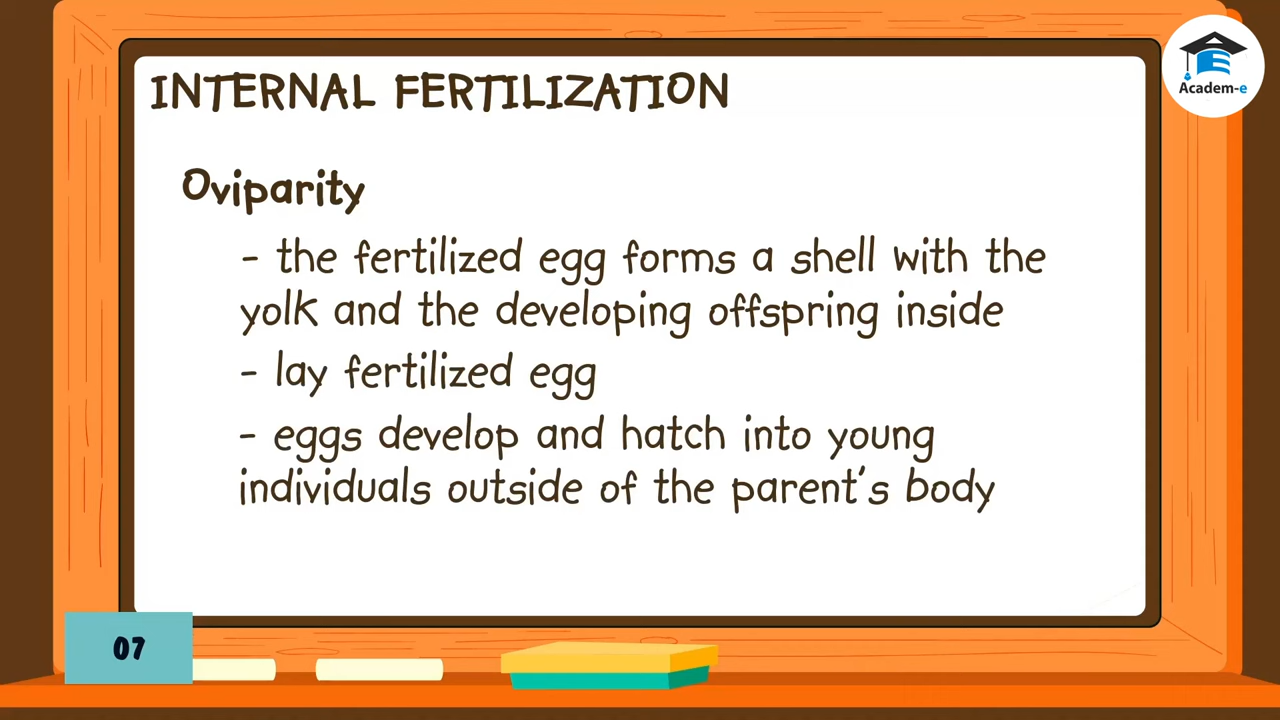 INTERNAL FERTILIZATION
Academ-e
Oviparity
- the fertilized egg forms a shell with the
yolk and the developing offspring inside
- lay fertilized egg
- eggs develop and hatch into young
individuals outside of the parent's body
07